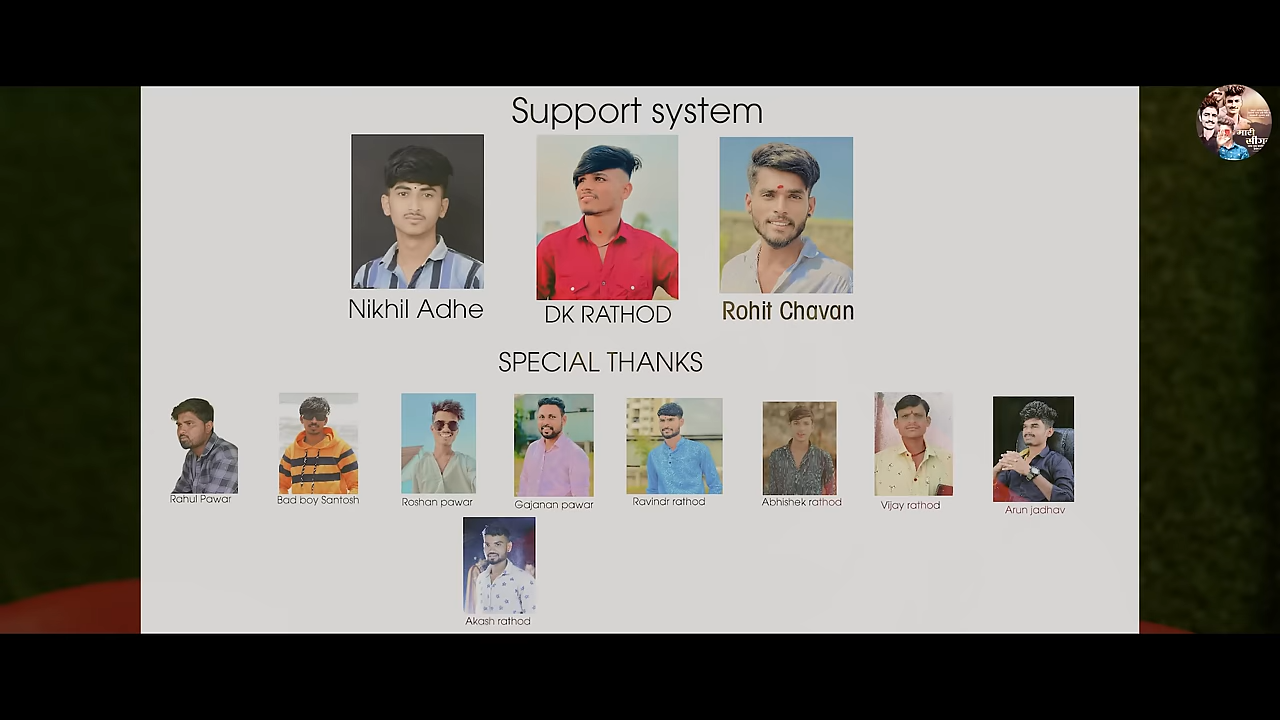 Support system
Nikhil Adhe
DK RATHOD
Rohit Chavan
SPECIAL THANKS
Rahul Pawar
Bad boy Santosh
Roshan pawar
Gajanan pawar
Ravindr rathod
Abhishek rathod
Vijay rathod
Arun jadhav
Akash rathod